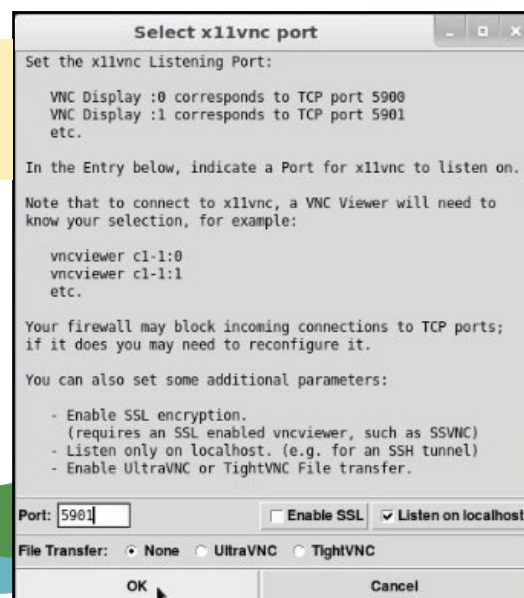 Select x11vnc port
Set the x11vnc Listening Port:
VNC Display :0 corresponds to TCP port 5900
VNC Display :1 corresponds to TCP port 5901
etc.
In the Entry below, indicate a Port for x11vnc to listen on.
Note that to connect to x11vnc, a VNC Viewer will need to
know your selection, for example:
vncviewer c1-1:0
vncviewer c1-1:1
etc.
Your firewall may block incoming connections to TCP ports;
if it does you may need to reconfigure it.
You can also set some additional parameters:
- Enable SSL encryption.
(requires an SSL enabled vncviewer, such as SSVNC)
- Listen only on localhost. (e.g. for an SSH tunnel)
- Enable UltraVNC or TightVNC File transfer.
Port: 5901 Enable SSL Listen on localhost
File Transfer: None UltraVNC TightVNC
OK Cancel